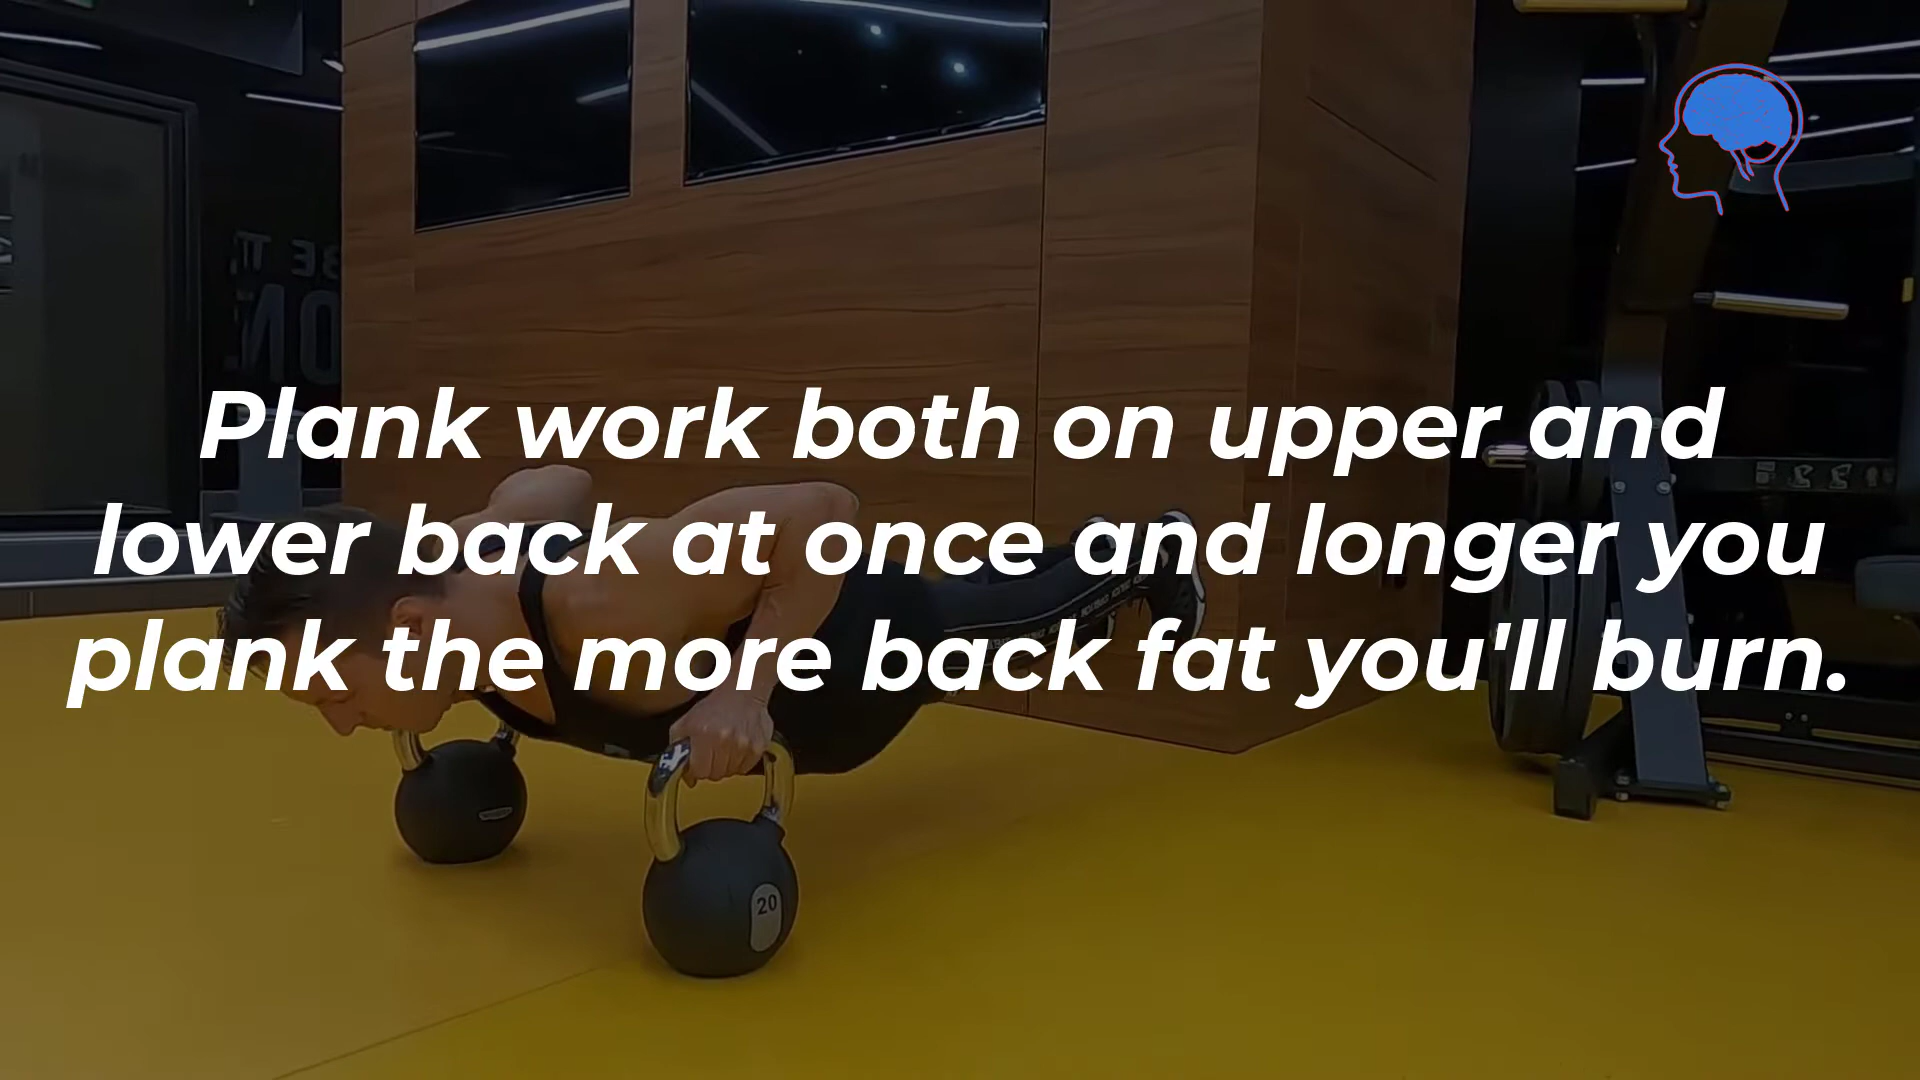 Plank work both on upper and
lower back at once and longer you
plank the more back fat you'll burn.
20